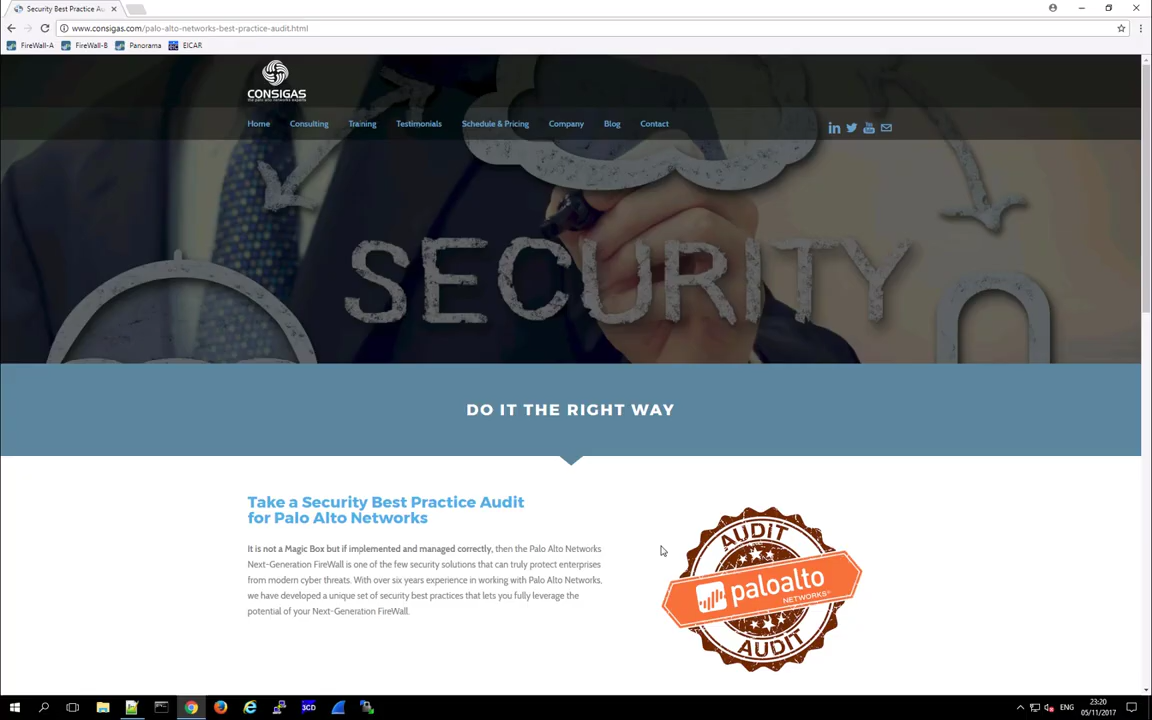 Security Best Practice A
www.consigas.com/palo-alto-networks-best-practice-audit.html
FireWall-A
FireWall-B
Panorama
EICAR
CONSIGAS
the palo alto networks experts
Home
Consulting
Training
Testimonials
Schedule & Pricing
Company
Blog
Contact
SECURITY
DO IT THE RIGHT WAY
Take a Security Best Practice Audit
for Palo Alto Networks
It is not a Magic Box but if implemented and managed correctly, then the Palo Alto Networks
Next-Generation FireWall is one of the few security solutions that can truly protect enterprises
from modern cyber threats. With over six years experience in working with Palo Alto Networks,
we have developed a unique set of security best practices that lets you fully leverage the
potential of your Next-Generation FireWall.
AUDIT
paloalto
NETWORKS®
AUDIT
3CD
ENG
23:20
05/11/2017